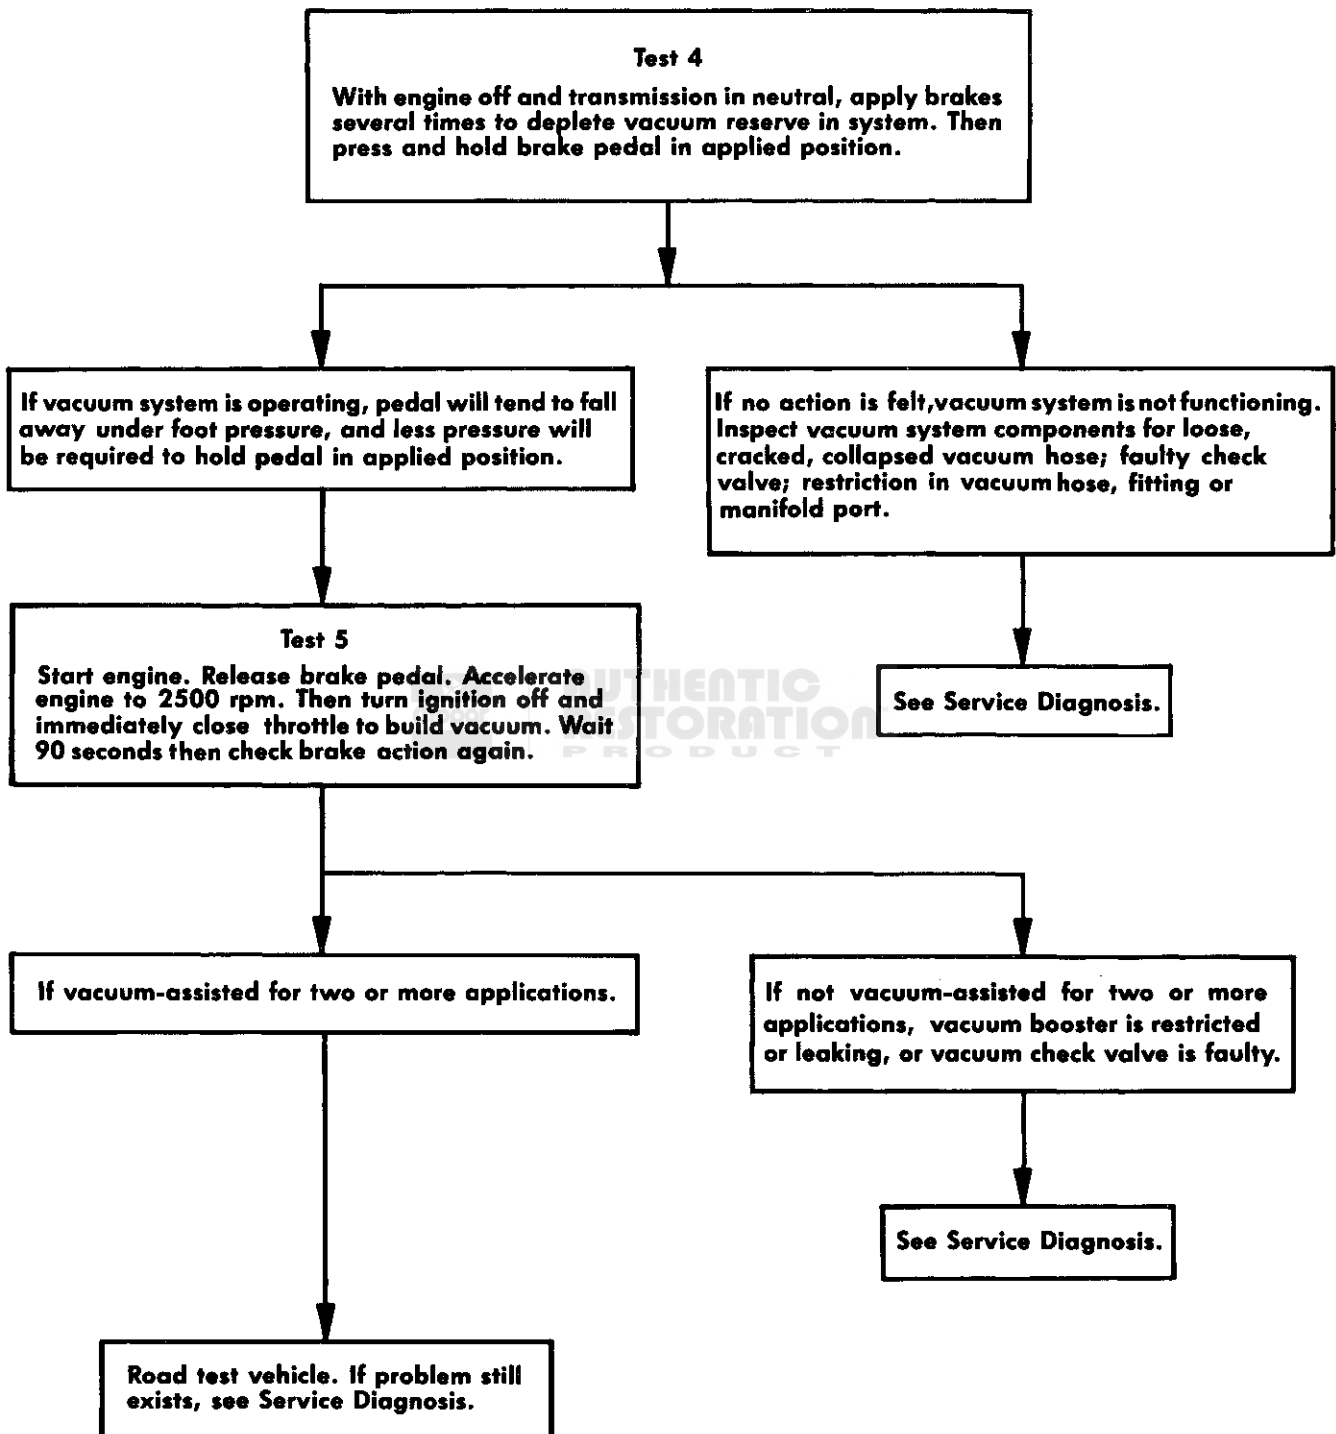 Test 4
With engine off and transmission in neutral, apply brakes
several times to deplete vacuum reserve in system. Then
press and hold brake pedal in applied position.
If vacuum system is operating, pedal will tend to fall
away under foot pressure, and less pressure will
be required to hold pedal in applied position.
If no action is felt, vacuum system is not functioning.
Inspect vacuum system components for loose,
cracked, collapsed vacuum hose; faulty check
valve; restriction in vacuum hose, fitting or
manifold port.
Test 5
Start engine. Release brake pedal. Accelerate
engine to 2500 rpm. Then turn ignition off and
immediately close throttle to build vacuum. Wait
90 seconds then check brake action again.
See Service Diagnosis.
AUTHENTIC
RESTORATION
PRODUCT
If vacuum-assisted for two or more applications.
If not vacuum-assisted for two or more
applications, vacuum booster is restricted
or leaking, or vacuum check valve is faulty.
See Service Diagnosis.
Road test vehicle. If problem still
exists, see Service Diagnosis.